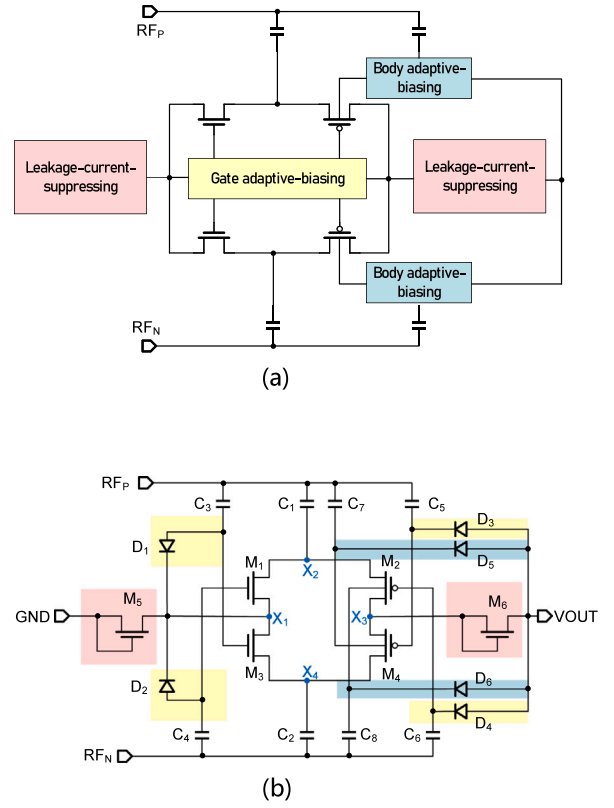 RFP
Body adaptive-
biasing
Leakage-current-
suppressing
Gate adaptive-biasing
Leakage-current-
suppressing
Body adaptive-
biasing
RFN
(a)
RFP
C3
C1
C7
C5
D3
D1
D5
M1
M2
X2
M5
M6
GND
X1
X3
VOUT
M3
M4
X4
D2
D6
D4
C4
C2
C8
C6
RFN
(b)